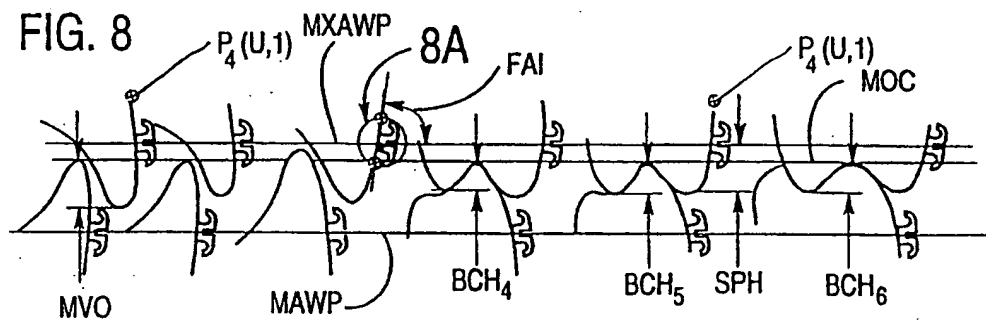 FIG. 8
P₄(U,1)
MXAWP
8A
FAI
P₄(U,1)
MOC
MVO
MAWP
BCH₄
BCH₅
SPH
BCH₆